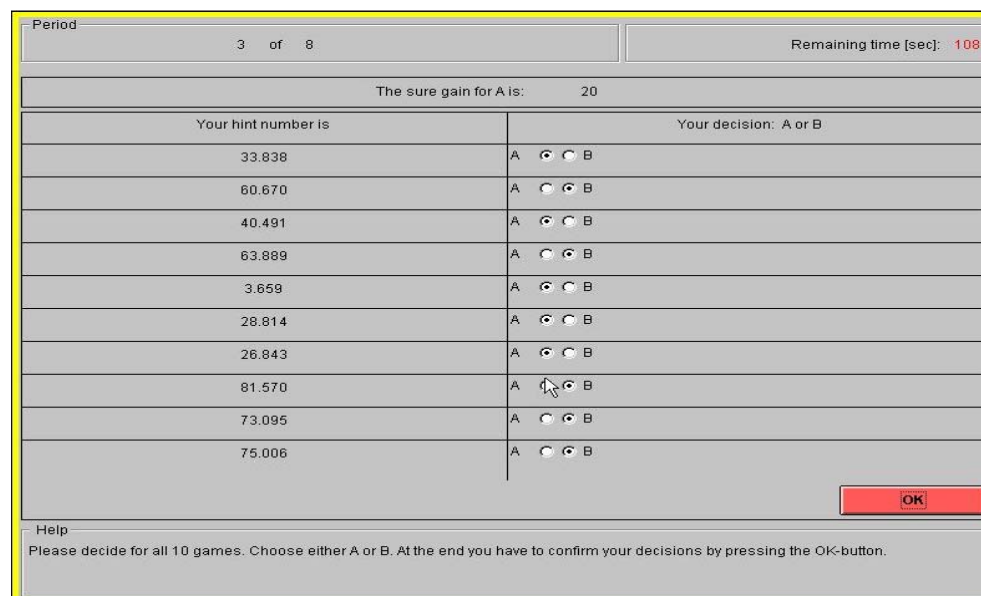 Period
3 of 8 Remaining time [sec]: 108
The sure gain for A is: 20
Your hint number is Your decision: A or B
33.838 A B
60.670 A B
40.491 A B
63.889 A B
3.659 A B
28.814 A B
26.843 A B
81.570 A B
73.095 A B
75.006 A B
OK
Help
Please decide for all 10 games. Choose either A or B. At the end you have to confirm your decisions by pressing the OK-button.